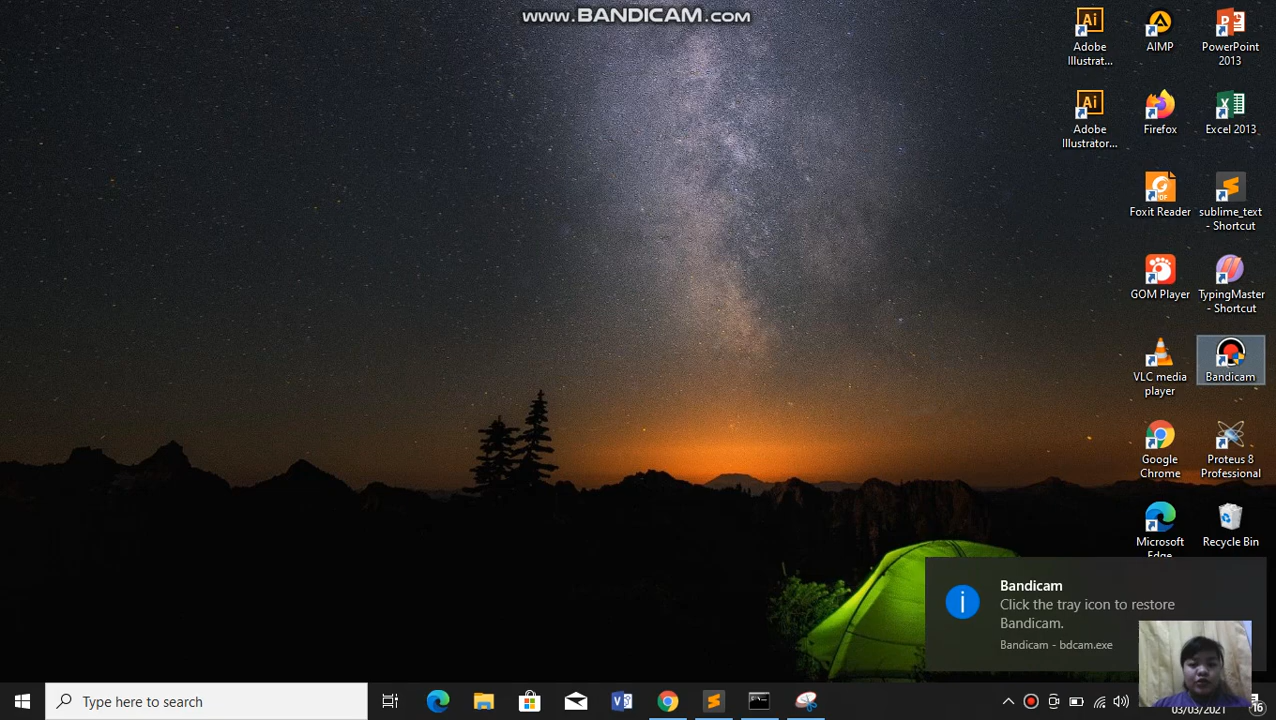 www.BANDICAM.com
Adobe
Illustrat...
AIMP
PowerPoint
2013
Adobe
Illustrator...
Firefox
Excel 2013
Foxit Reader
sublime_text
- Shortcut
GOM Player
TypingMaster
- Shortcut
VLC media
player
Bandicam
Google
Chrome
Proteus 8
Professional
Microsoft
Edge
Recycle Bin
Bandicam
Click the tray icon to restore
Bandicam.
Bandicam - bdcam.exe
Type here to search
03/03/2021
16